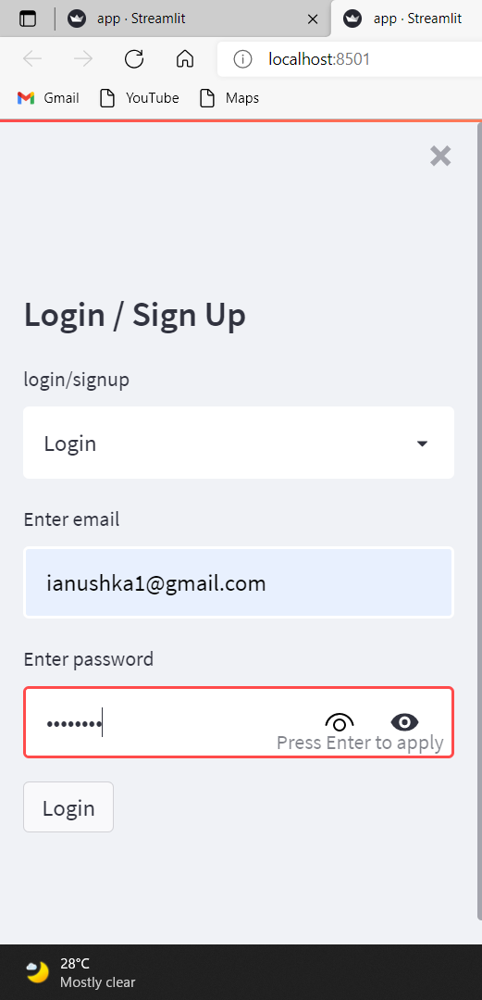 app · Streamlit
app · Streamlit
localhost:8501
Gmail
YouTube
Maps
Login / Sign Up
login/signup
Login
Enter email
ianushka1@gmail.com
Enter password
••••••••
Press Enter to apply
Login
28°C
Mostly clear